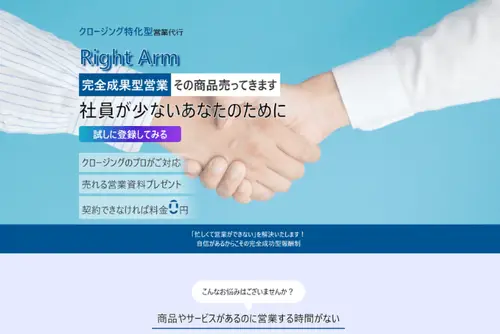 クロージング特化型営業代行
Right Arm
完全成果型営業 その商品売ってきます
社員が少ないあなたのために
試しに登録してみる
クロージングのプロがご対応
売れる営業資料プレゼント
契約できなければ料金0円
「忙しくて営業ができない」を解決いたします！
自信があるからこその完全成功型報酬制
こんなお悩みはございませんか？
商品やサービスがあるのに営業する時間がない